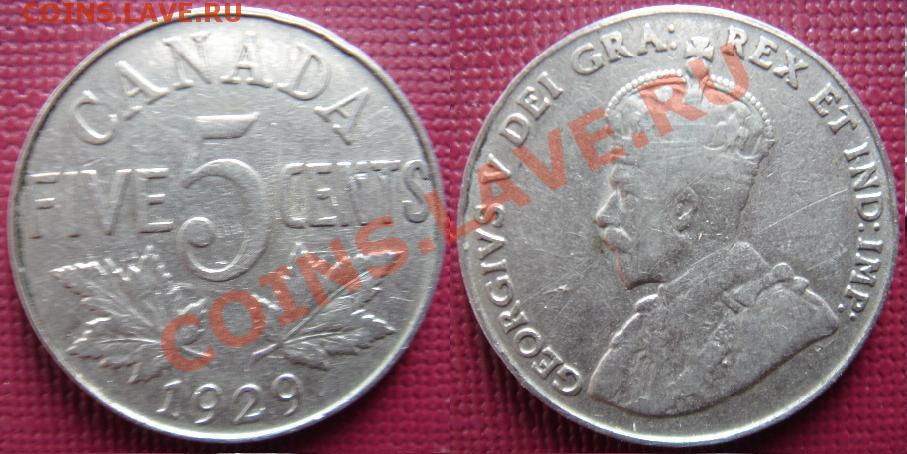 COINS.LAVE.RU
CANADA
FIVE 5 CENTS
1929
GEORGIVS V DEI GRA: REX ET IND:IMP:
COINS.LAVE.RU